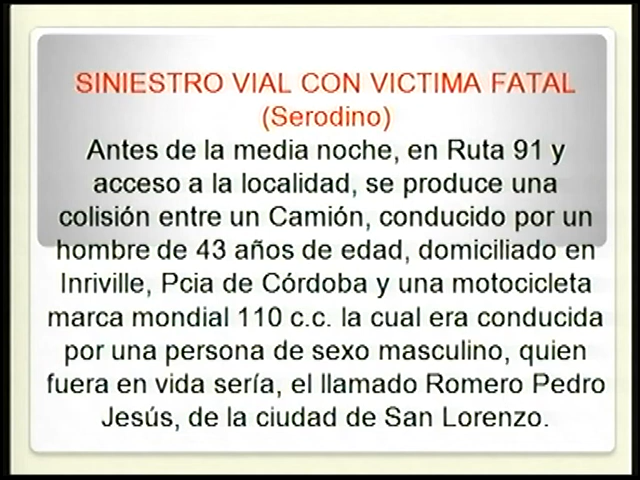 SINIESTRO VIAL CON VICTIMA FATAL
(Serodino)
Antes de la media noche, en Ruta 91 y
acceso a la localidad, se produce una
colisión entre un Camión, conducido por un
hombre de 43 años de edad, domiciliado en
Inriville, Pcia de Córdoba y una motocicleta
marca mondial 110 c.c. la cual era conducida
por una persona de sexo masculino, quien
fuera en vida sería, el llamado Romero Pedro
Jesús, de la ciudad de San Lorenzo.